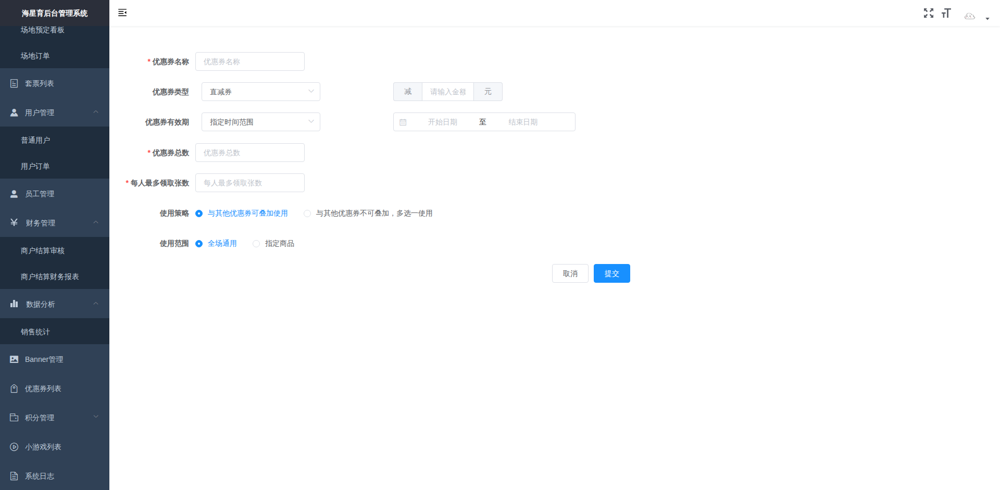 海星育后台管理系统
场地预定看板
场地订单
套票列表
用户管理
普通用户
用户订单
员工管理
财务管理
商户结算审核
商户结算财务报表
数据分析
销售统计
Banner管理
优惠券列表
积分管理
小游戏列表
系统日志
* 优惠券名称 优惠券名称
优惠券类型 直减券 减 请输入金额 元
优惠券有效期 指定时间范围 开始日期 至 结束日期
* 优惠券总数 优惠券总数
* 每人最多领取张数 每人最多领取张数
使用策略 与其他优惠券可叠加使用 与其他优惠券不可叠加，多选一使用
使用范围 全场通用 指定商品
取消 提交